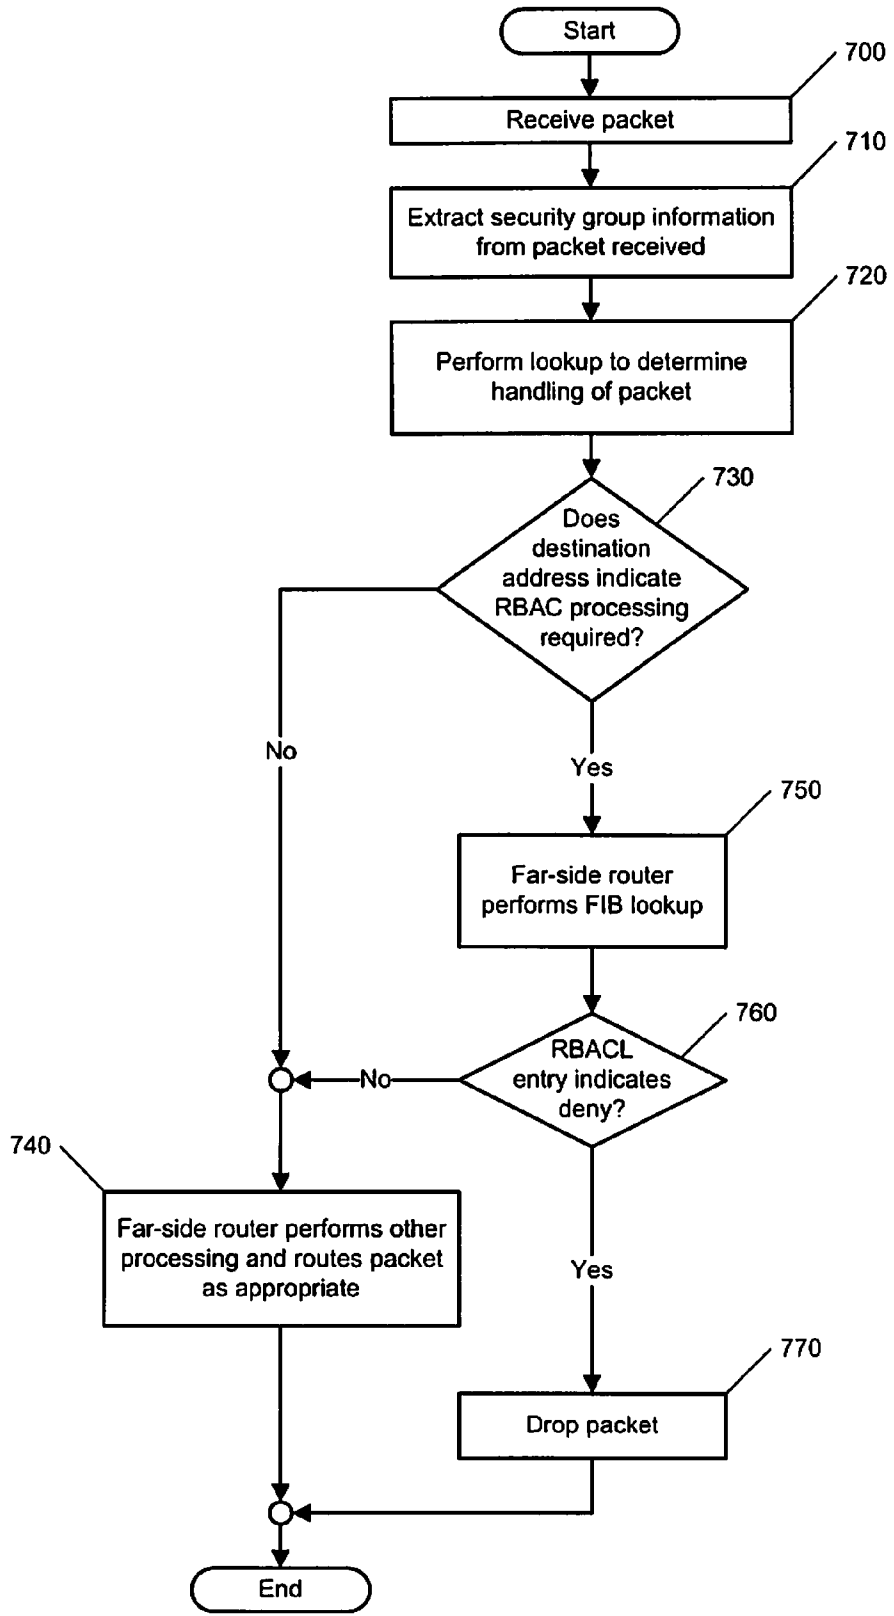 Start
700
Receive packet
710
Extract security group information
from packet received
720
Perform lookup to determine
handling of packet
730
Does
destination
address indicate
RBAC processing
required?
No
Yes
750
Far-side router
performs FIB lookup
760
RBACL
entry indicates
deny?
No
740
Far-side router performs other
processing and routes packet
as appropriate
Yes
770
Drop packet
End